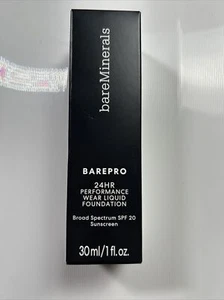 bareMinerals
BAREPRO
24HR
PERFORMANCE
WEAR LIQUID
FOUNDATION
Broad Spectrum SPF 20
Sunscreen
30ml/1fl.oz.